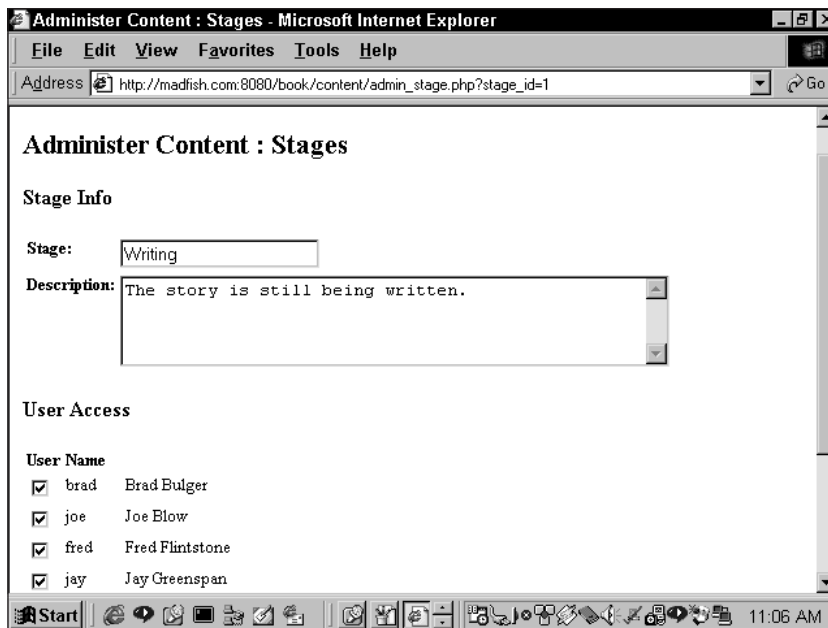 Administer Content : Stages - Microsoft Internet Explorer
File Edit View Favorites Tools Help
Address http://madfish.com:8080/book/content/admin_stage.php?stage_id=1 Go
Administer Content : Stages
Stage Info
Stage: Writing
Description: The story is still being written.
User Access
User Name
brad Brad Bulger
joe Joe Blow
fred Fred Flintstone
jay Jay Greenspan
Start 11:06 AM